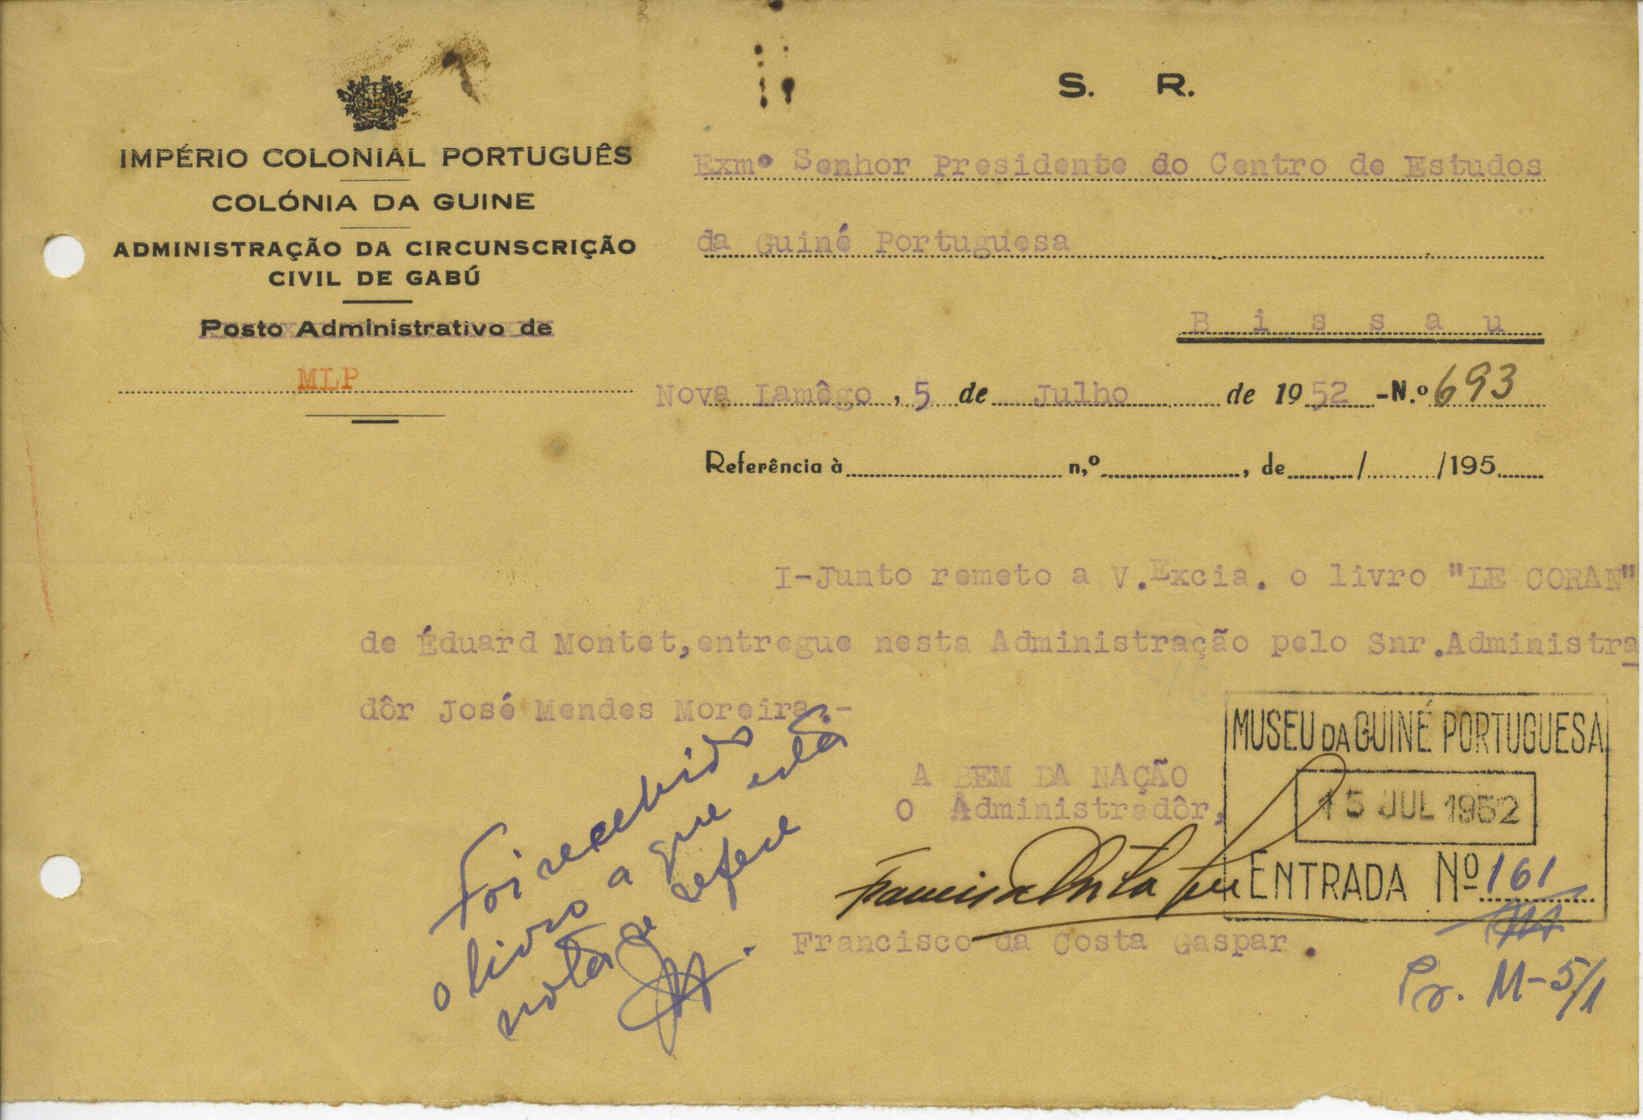 IMPÉRIO COLONIAL PORTUGUÊS
COLÓNIA DA GUINE
ADMINISTRAÇÃO DA CIRCUNSCRIÇÃO
CIVIL DE GABÚ
Posto Administrativo de
MLP
S. R.
Exmº Senhor Presidente do Centro de Estudos
da Guiné Portuguesa
Bissau
Nova Lamêgo, 5 de Julho de 1952 -N.º 693
Referência à n,º , de / /195
I-Junto remeto a V.Excia. o livro "LE CORAN"
de Éduard Montet,entregue nesta Administração pelo Snr.Administra
dôr José Mendes Moreira.-
A BEM DA NAÇÃO
O Administradôr,
Francisco da Costa Gaspar.
MUSEU DA GUINÉ PORTUGUESA
15 JUL 1952
ENTRADA Nº 161
Pr. M-5/1
Foi recebido
o livro a que esta
nota se refere